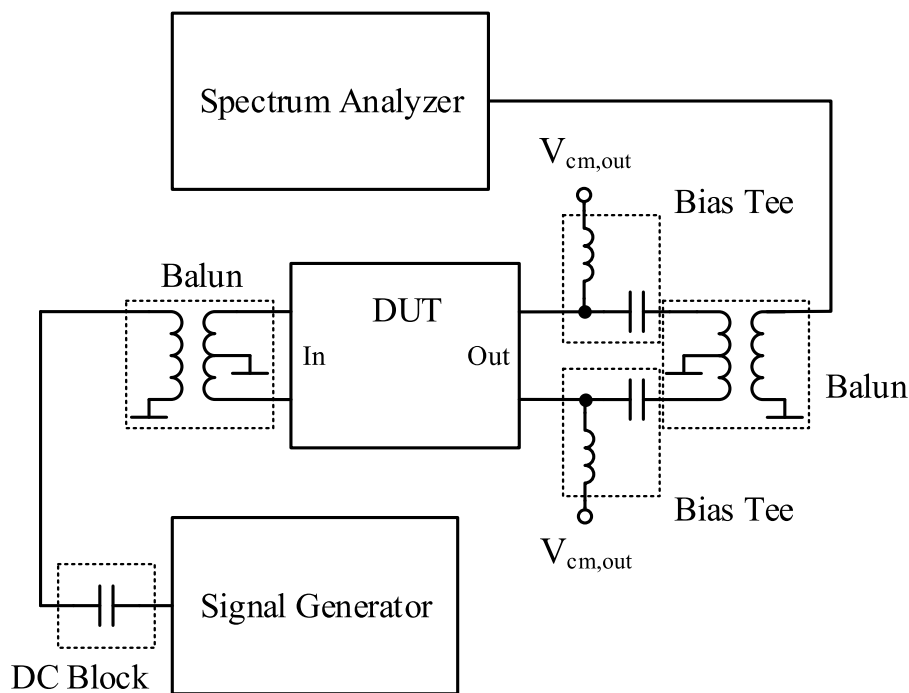 Spectrum Analyzer
Vcm,out
Bias Tee
Balun
DUT
In
Out
Balun
Bias Tee
Vcm,out
Signal Generator
DC Block